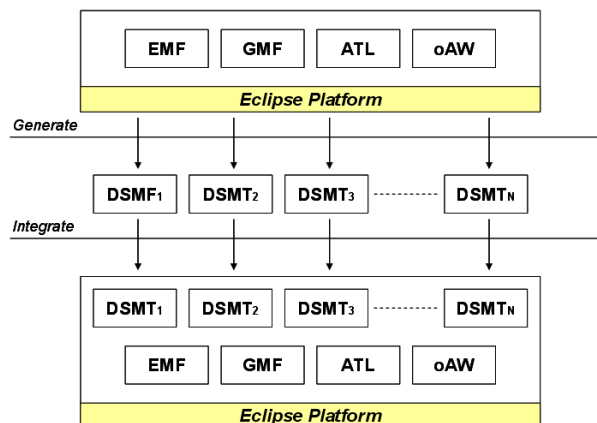 EMF GMF ATL oAW
Eclipse Platform
Generate
DSMF1 DSMT2 DSMT3 DSMTN
Integrate
DSMT1 DSMT2 DSMT3 DSMTN
EMF GMF ATL oAW
Eclipse Platform